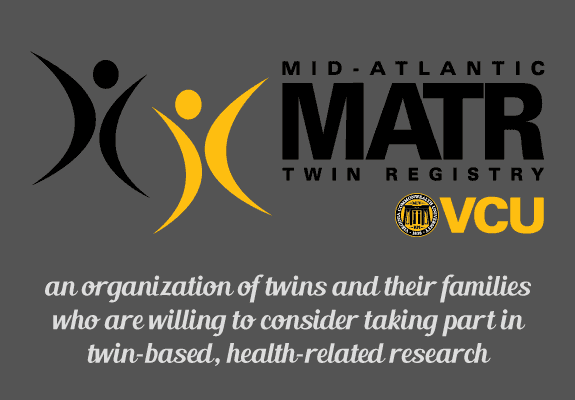 MID-ATLANTIC
MATR
TWIN REGISTRY
VCU
an organization of twins and their families
who are willing to consider taking part in
twin-based, health-related research